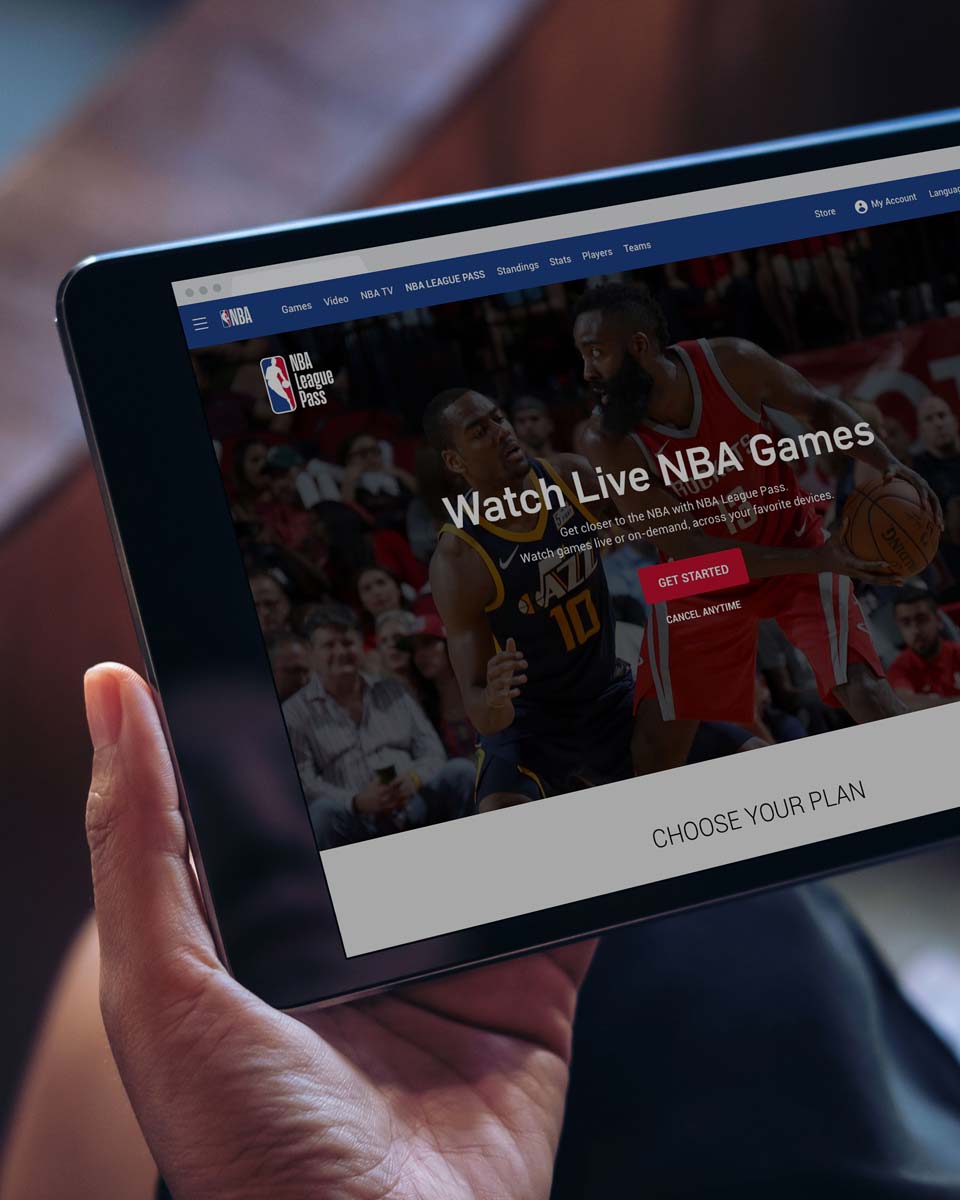 NBA
Games Video NBA TV NBA LEAGUE PASS Standings Stats Players Teams Store My Account
NBA
League
Pass
Watch Live NBA Games
Get closer to the NBA with NBA League Pass.
Watch games live or on-demand, across your favorite devices.
GET STARTED
CANCEL ANYTIME
CHOOSE YOUR PLAN
ROCKETS
13
JAZZ
10
SPALDING